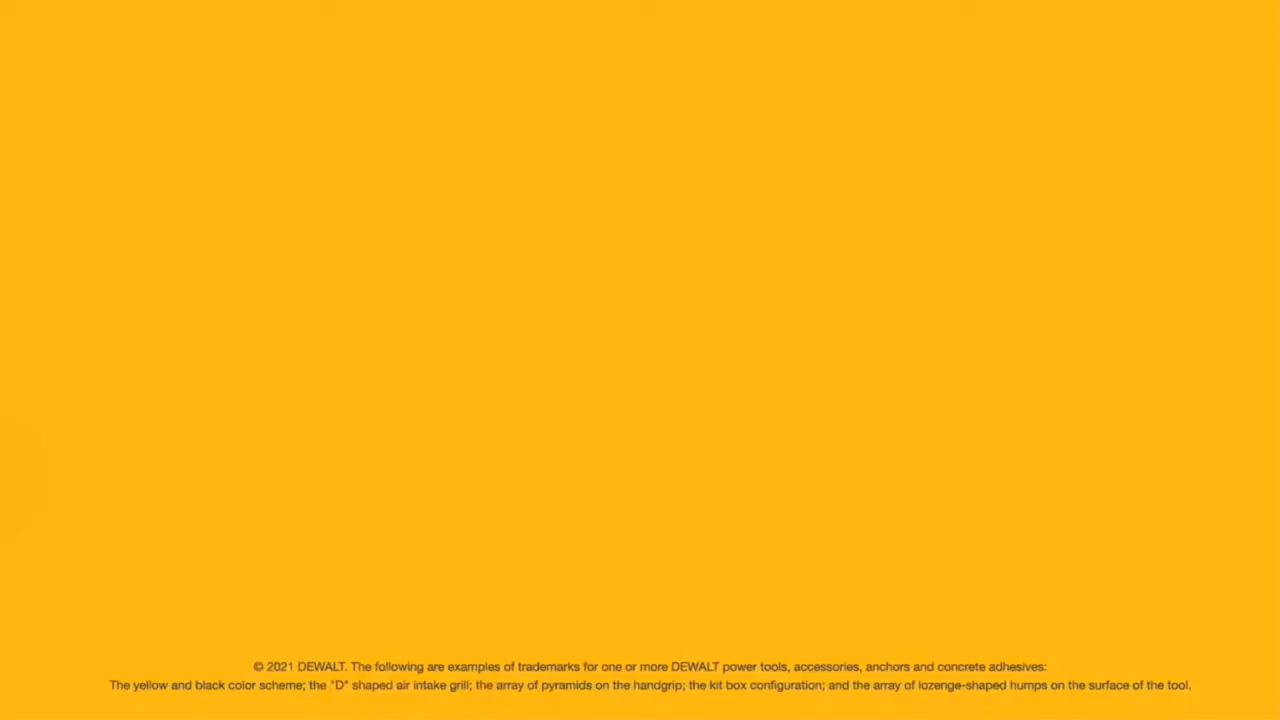 © 2021 DEWALT. The following are examples of trademarks for one or more DEWALT power tools, accessories, anchors and concrete adhesives:
The yellow and black color scheme; the "D" shaped air intake grill; the array of pyramids on the handgrip; the kit box configuration; and the array of lozenge-shaped humps on the surface of the tool.